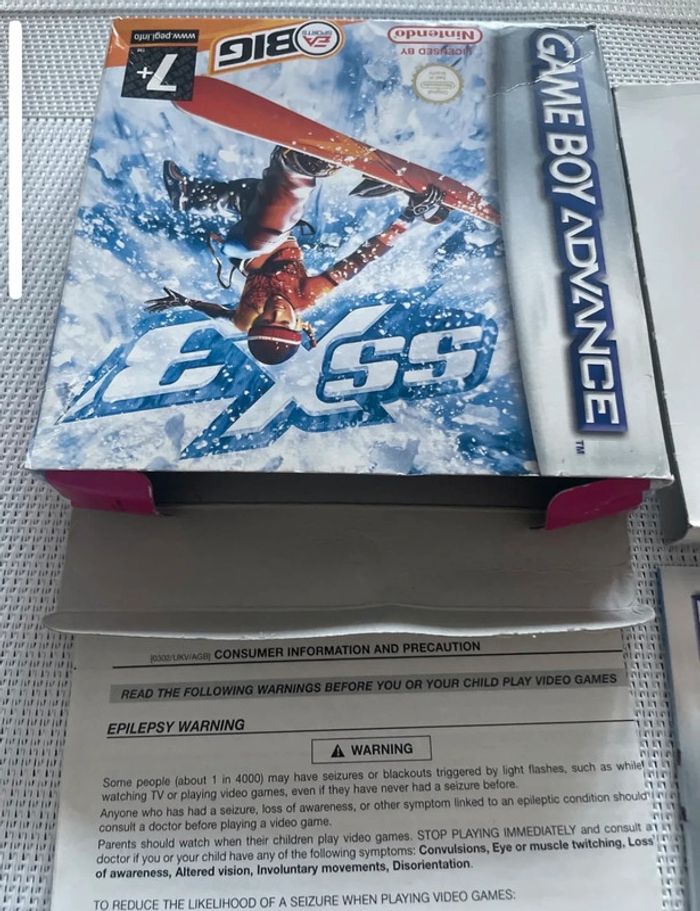 GAME BOY ADVANCE
TM
LICENSED BY
Nintendo
EA
SPORTS
BIG
7+
TM
www.pegi.info
SSX3
[0302/UKV/AGB] CONSUMER INFORMATION AND PRECAUTION
READ THE FOLLOWING WARNINGS BEFORE YOU OR YOUR CHILD PLAY VIDEO GAMES
EPILEPSY WARNING
WARNING
Some people (about 1 in 4000) may have seizures or blackouts triggered by light flashes, such as while
watching TV or playing video games, even if they have never had a seizure before.
Anyone who has had a seizure, loss of awareness, or other symptom linked to an epileptic condition should
consult a doctor before playing a video game.
Parents should watch when their children play video games. STOP PLAYING IMMEDIATELY and consult a
doctor if you or your child have any of the following symptoms: Convulsions, Eye or muscle twitching, Loss
of awareness, Altered vision, Involuntary movements, Disorientation.
TO REDUCE THE LIKELIHOOD OF A SEIZURE WHEN PLAYING VIDEO GAMES: